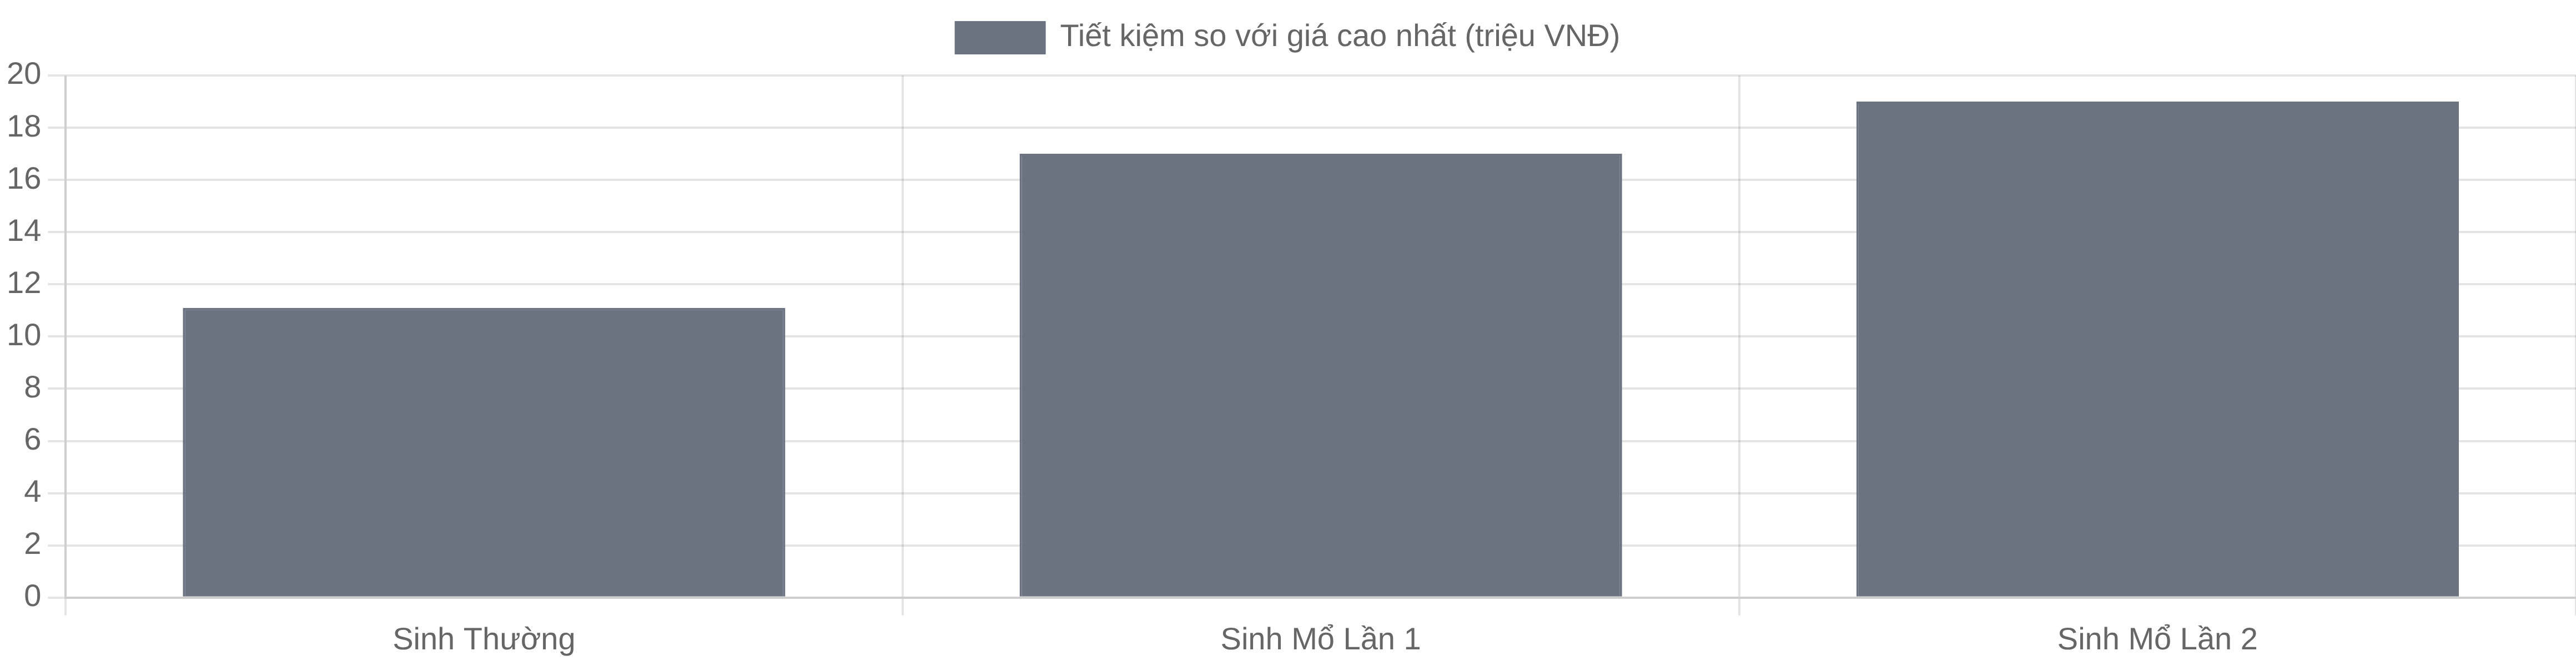 Tiết kiệm so với giá cao nhất (triệu VNĐ)
20
18
16
14
12
10
8
6
4
2
0
Sinh Thường
Sinh Mổ Lần 1
Sinh Mổ Lần 2